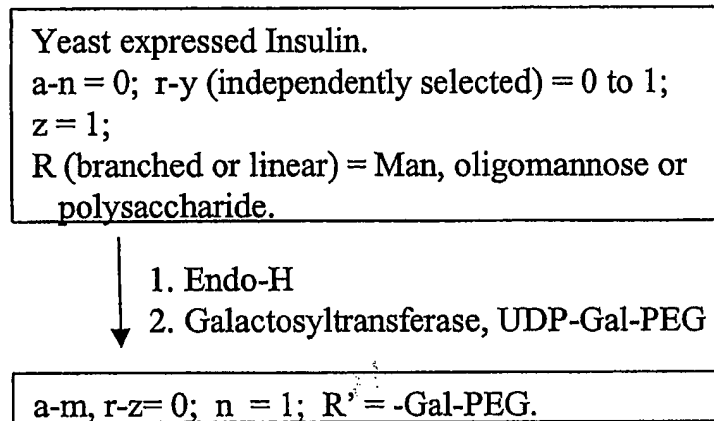 Yeast expressed Insulin.
a-n = 0; r-y (independently selected) = 0 to 1;
z = 1;
R (branched or linear) = Man, oligomannose or
polysaccharide.
1. Endo-H
2. Galactosyltransferase, UDP-Gal-PEG
a-m, r-z= 0; n = 1; R' = -Gal-PEG.